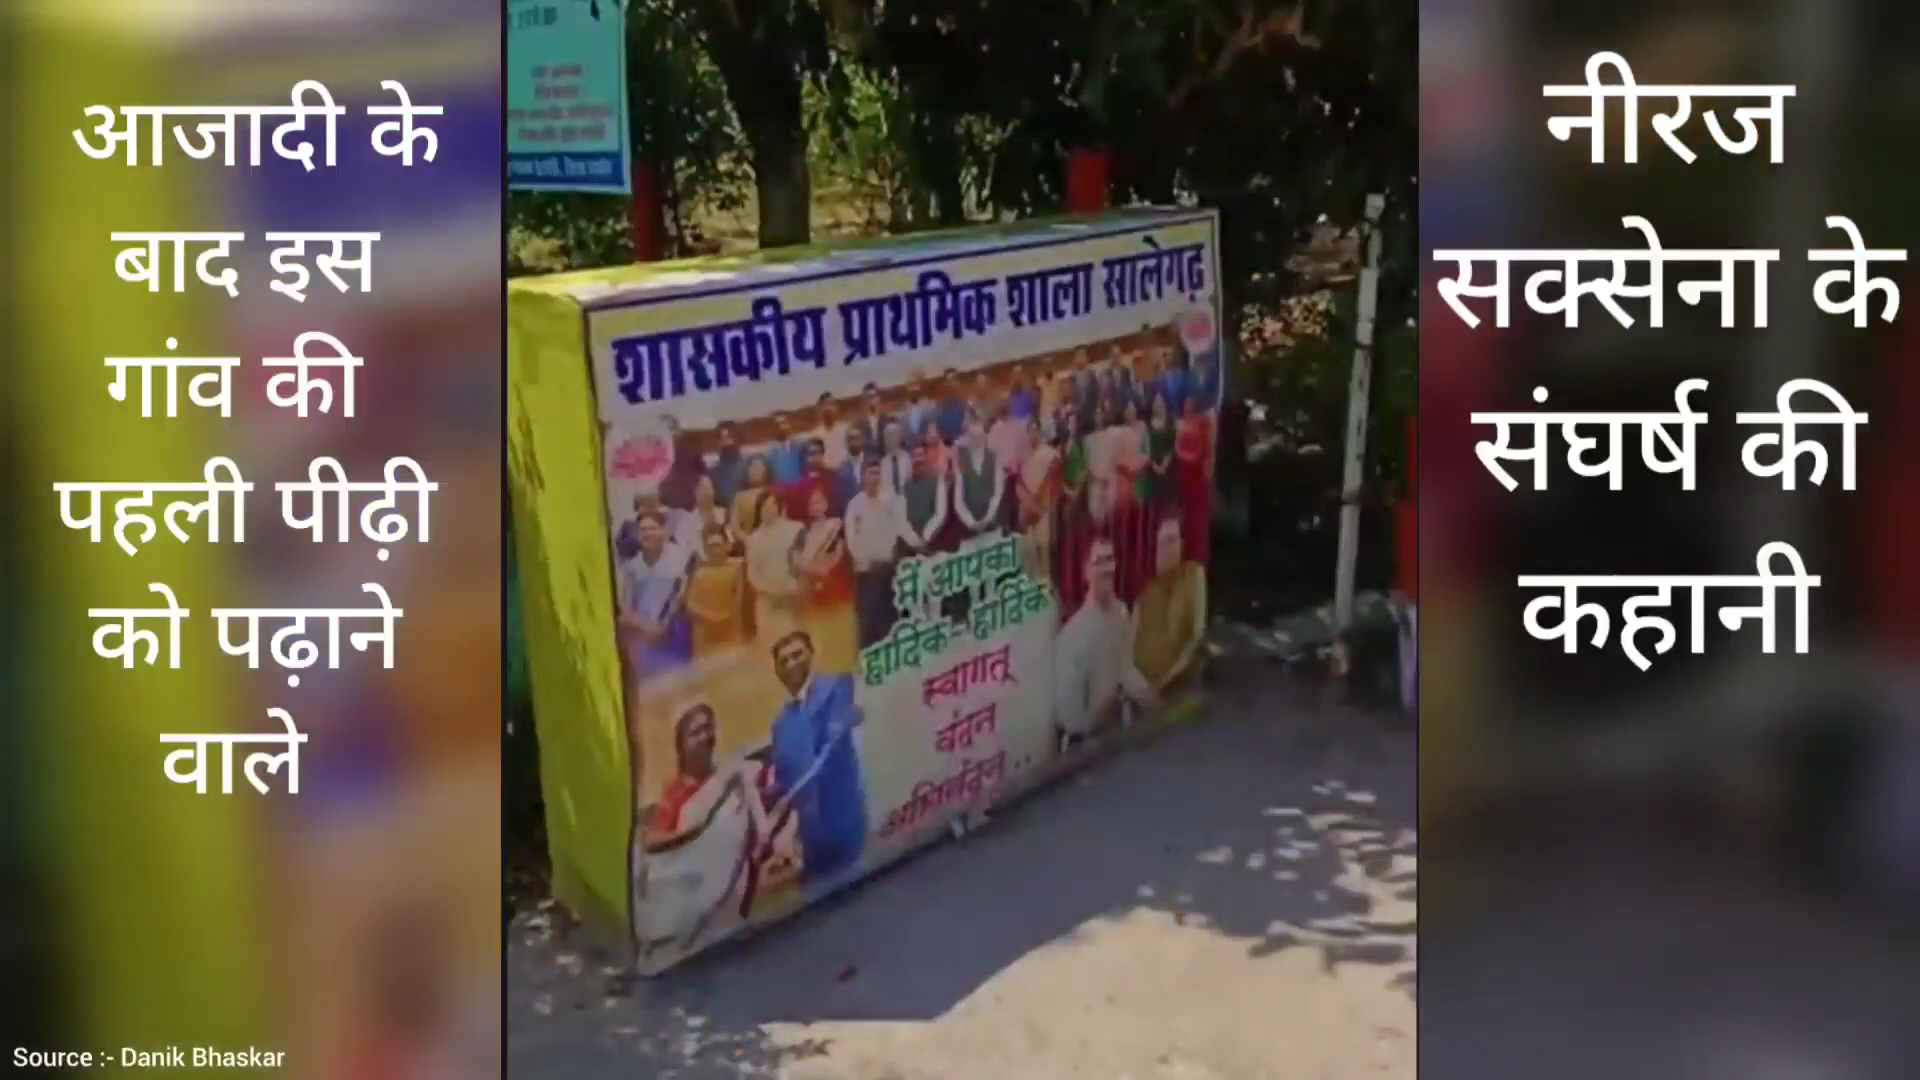 आजादी के
बाद इस
गांव की
पहली पीढ़ी
को पढ़ाने
वाले
Source :- Danik Bhaskar
शासकीय प्राथमिक शाला सालेगढ़
में आपका
हार्दिक- हार्दिक
स्वागत्
वंदन
अभिनंदन..
नीरज
सक्सेना के
संघर्ष की
कहानी